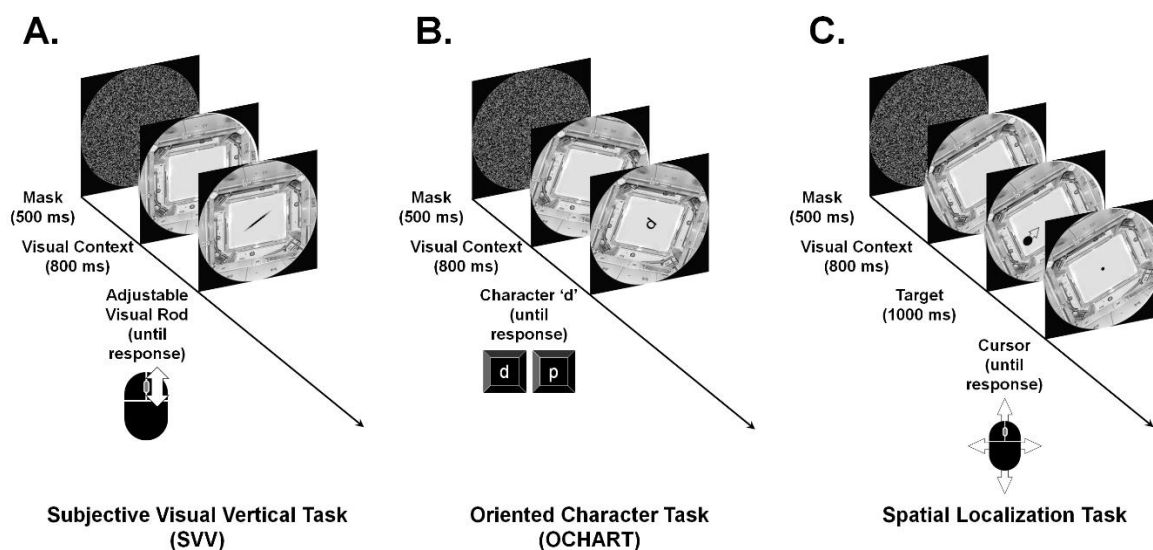 A.
Mask
(500 ms)
Visual Context
(800 ms)
Adjustable
Visual Rod
(until
response)
Subjective Visual Vertical Task
(SVV)
B.
Mask
(500 ms)
Visual Context
(800 ms)
Character ‘d’
(until
response)
d
d p
Oriented Character Task
(OCHART)
C.
Mask
(500 ms)
Visual Context
(800 ms)
Target
(1000 ms)
Cursor
(until
response)
Spatial Localization Task